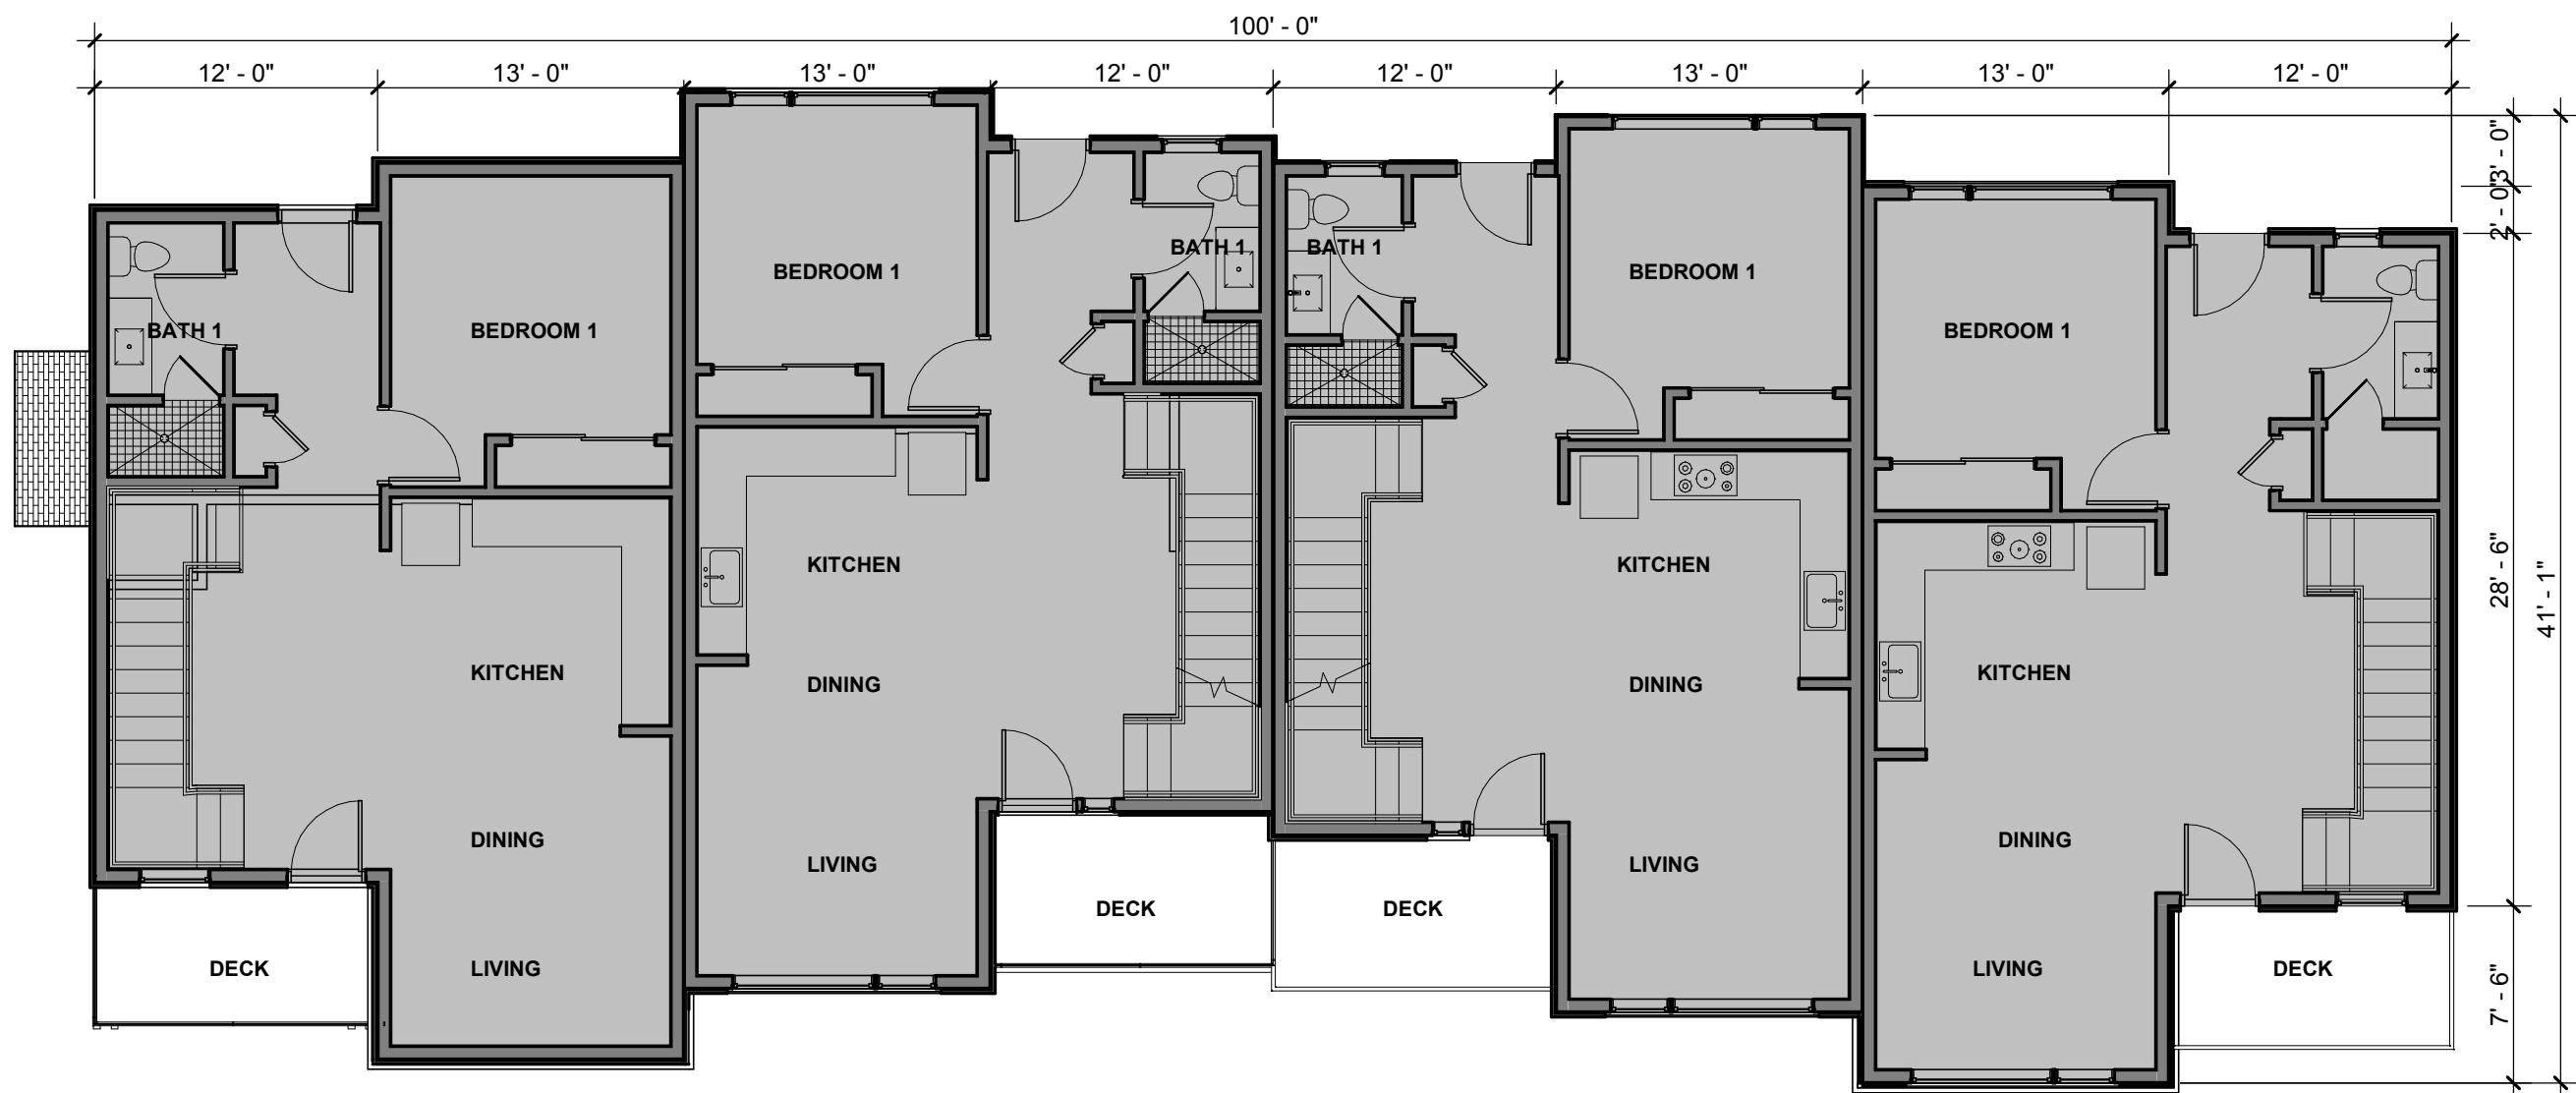 100' - 0"
12' - 0"
13' - 0"
13' - 0"
12' - 0"
12' - 0"
13' - 0"
13' - 0"
12' - 0"
3' - 0"
2' - 0"
28' - 6"
41' - 1"
7' - 6"
BATH 1
BEDROOM 1
BEDROOM 1
BATH 1
BATH 1
BEDROOM 1
BEDROOM 1
KITCHEN
DINING
LIVING
DECK
KITCHEN
DINING
LIVING
DECK
DECK
KITCHEN
DINING
LIVING
KITCHEN
DINING
LIVING
DECK